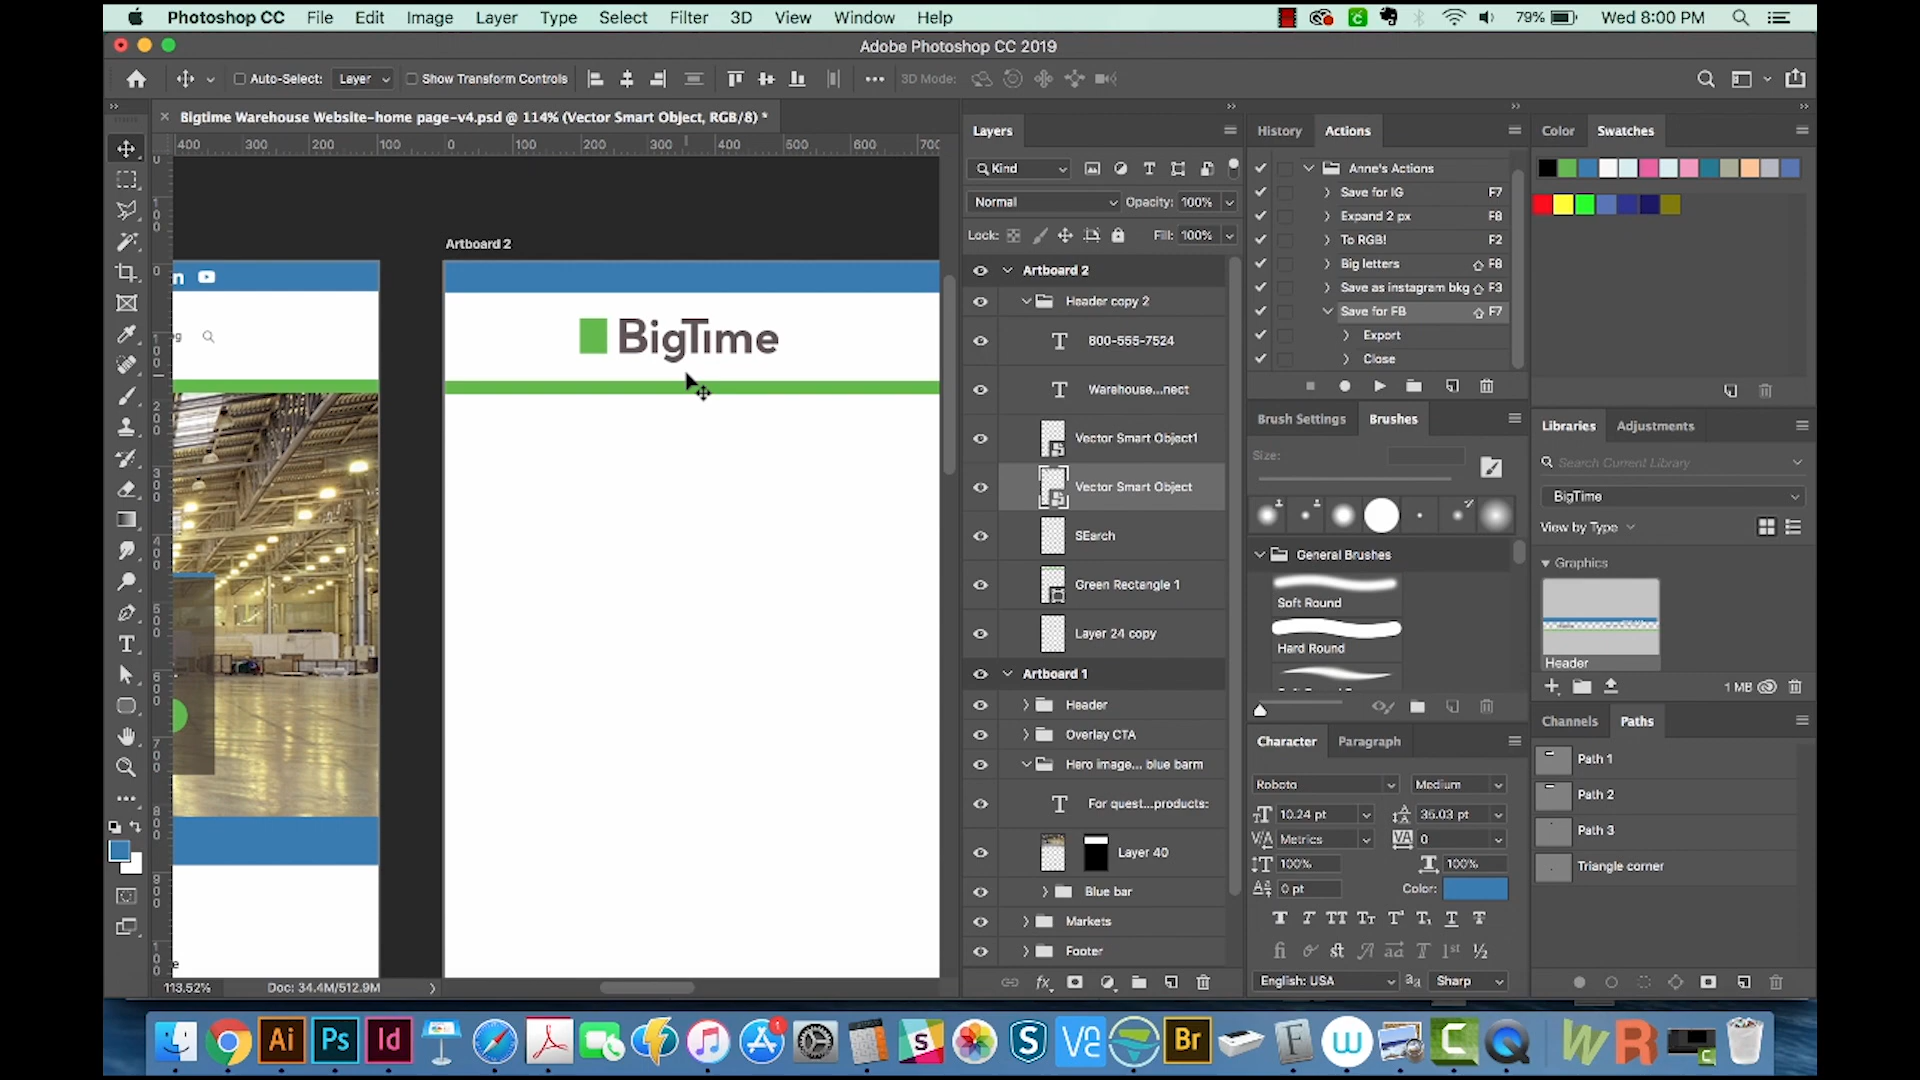 Photoshop CC File Edit Image Layer Type Select Filter 3D View Window Help 79% Wed 8:00 PM
Adobe Photoshop CC 2019
Auto-Select: Layer Show Transform Controls 3D Mode:
Bigtime Warehouse Website-home page-v4.psd @ 114% (Vector Smart Object, RGB/8) *
400 300 200 100 0 100 200 300 400 500 600 700
Artboard 2
BigTime
113.52% Doc: 34.4M/512.9M
Layers
Kind
Normal Opacity: 100%
Lock: Fill: 100%
Artboard 2
Header copy 2
800-555-7524
Warehouse...nect
Vector Smart Object1
Vector Smart Object
SEarch
Green Rectangle 1
Layer 24 copy
Artboard 1
Header
Overlay CTA
Hero image... blue barm
For quest...products:
Layer 40
Blue bar
Markets
Footer
History Actions
Anne's Actions
Save for IG F7
Expand 2 px F8
To RGB! F2
Big letters F8
Save as instagram bkg F3
Save for FB F7
Export
Close
Brush Settings Brushes
Size:
General Brushes
Soft Round
Hard Round
Character Paragraph
Roboto Medium
10.24 pt 35.03 pt
Metrics 0
100% 100%
0 pt Color:
English: USA Sharp
Color Swatches
Libraries Adjustments
Search Current Library
BigTime
View by Type
Graphics
Header
1 MB
Channels Paths
Path 1
Path 2
Path 3
Triangle corner
Ai Ps Id Br